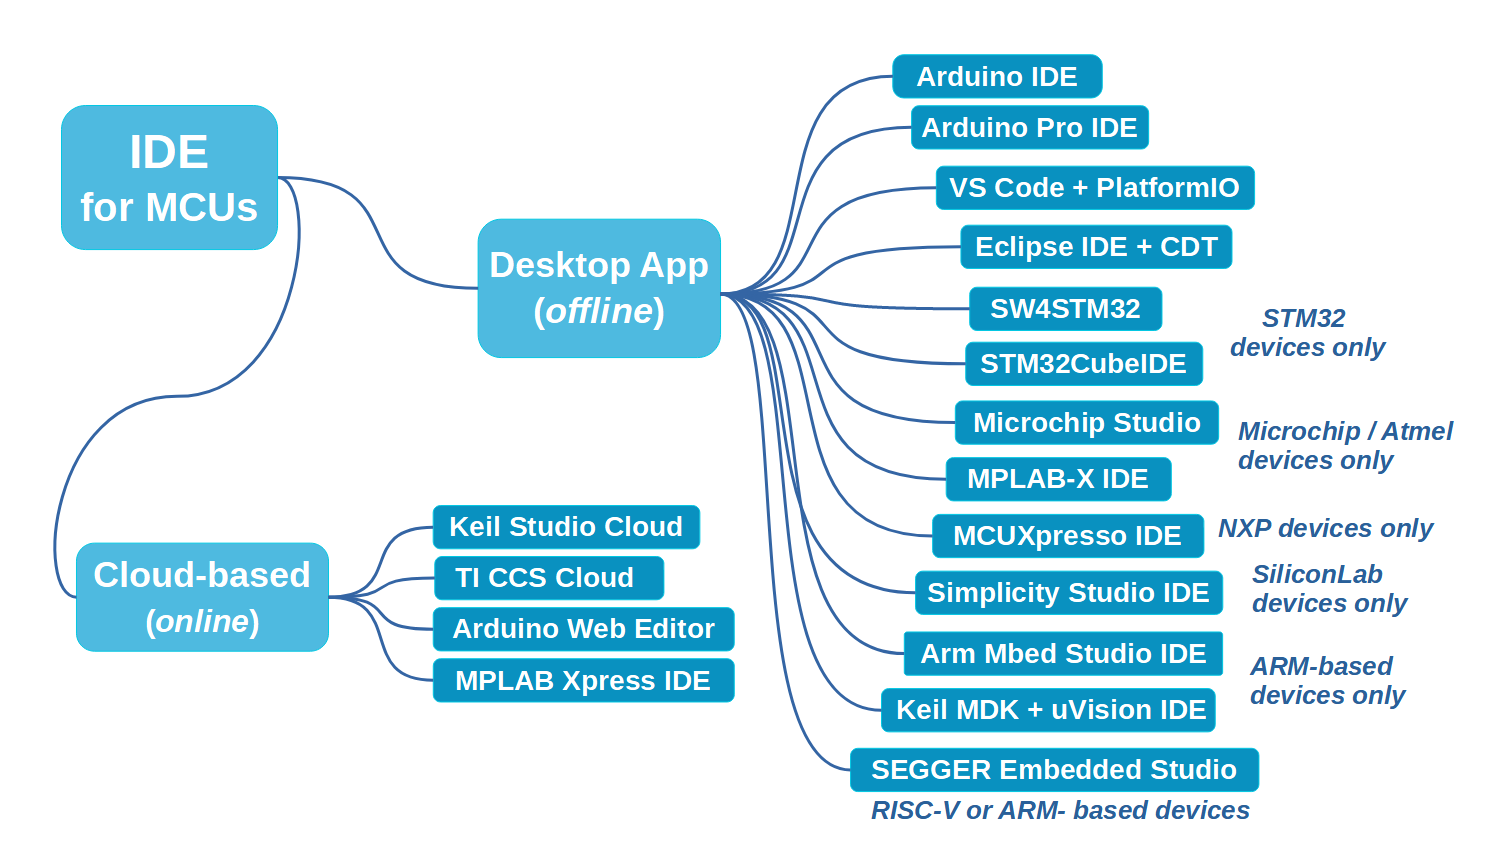 IDE
for MCUs
Desktop App
(offline)
Arduino IDE
Arduino Pro IDE
VS Code + PlatformIO
Eclipse IDE + CDT
SW4STM32
STM32CubeIDE
STM32
devices only
Microchip Studio
MPLAB-X IDE
Microchip / Atmel
devices only
MCUXpresso IDE
NXP devices only
Simplicity Studio IDE
SiliconLab
devices only
Arm Mbed Studio IDE
Keil MDK + uVision IDE
ARM-based
devices only
SEGGER Embedded Studio
RISC-V or ARM- based devices
Cloud-based
(online)
Keil Studio Cloud
TI CCS Cloud
Arduino Web Editor
MPLAB Xpress IDE